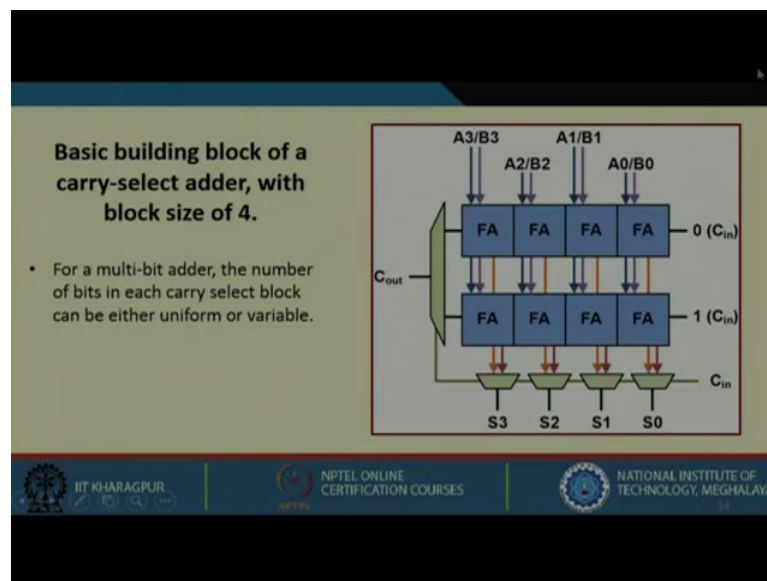 Basic building block of a
carry-select adder, with
block size of 4.
• For a multi-bit adder, the number
of bits in each carry select block
can be either uniform or variable.
A3/B3 A1/B1
A2/B2 A0/B0
FA FA FA FA 0 (Cin)
Cout
FA FA FA FA 1 (Cin)
Cin
S3 S2 S1 S0
IIT KHARAGPUR
NPTEL
NPTEL ONLINE
CERTIFICATION COURSES
NATIONAL INSTITUTE OF
TECHNOLOGY, MEGHALAYA
14